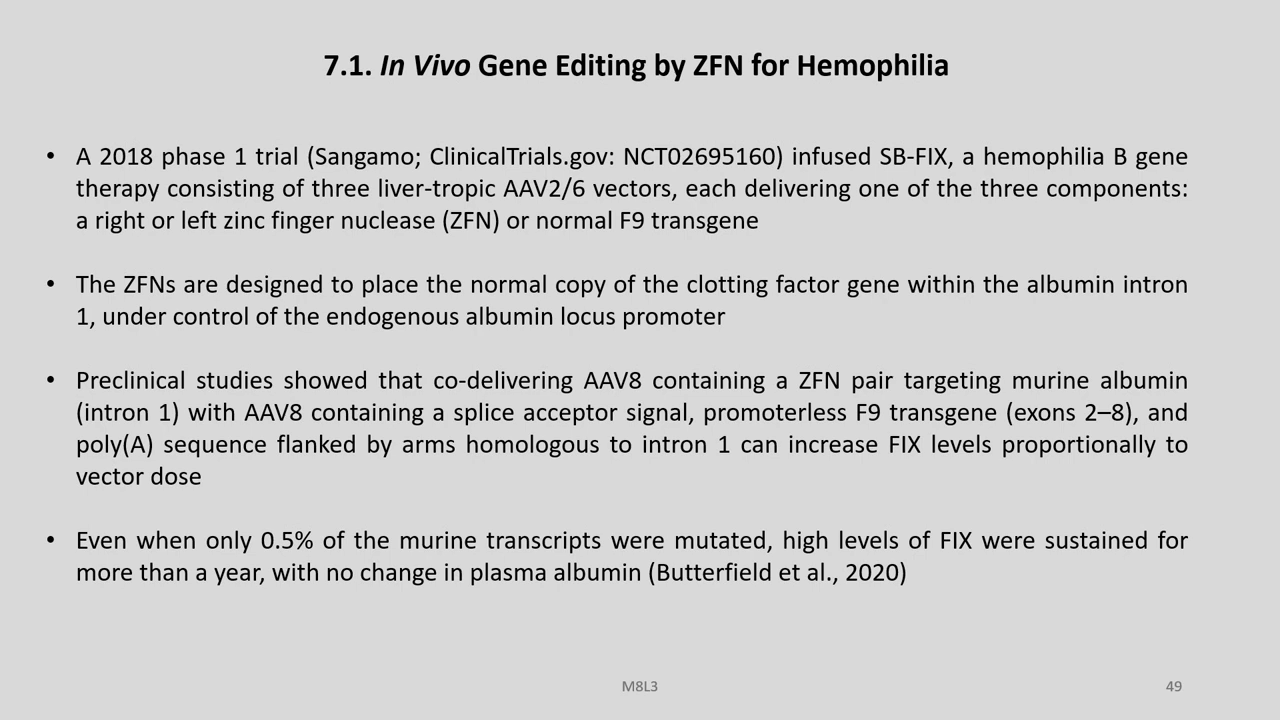 7.1. In Vivo Gene Editing by ZFN for Hemophilia
• A 2018 phase 1 trial (Sangamo; ClinicalTrials.gov: NCT02695160) infused SB-FIX, a hemophilia B gene
therapy consisting of three liver-tropic AAV2/6 vectors, each delivering one of the three components:
a right or left zinc finger nuclease (ZFN) or normal F9 transgene
• The ZFNs are designed to place the normal copy of the clotting factor gene within the albumin intron
1, under control of the endogenous albumin locus promoter
• Preclinical studies showed that co-delivering AAV8 containing a ZFN pair targeting murine albumin
(intron 1) with AAV8 containing a splice acceptor signal, promoterless F9 transgene (exons 2–8), and
poly(A) sequence flanked by arms homologous to intron 1 can increase FIX levels proportionally to
vector dose
• Even when only 0.5% of the murine transcripts were mutated, high levels of FIX were sustained for
more than a year, with no change in plasma albumin (Butterfield et al., 2020)
M8L3
49